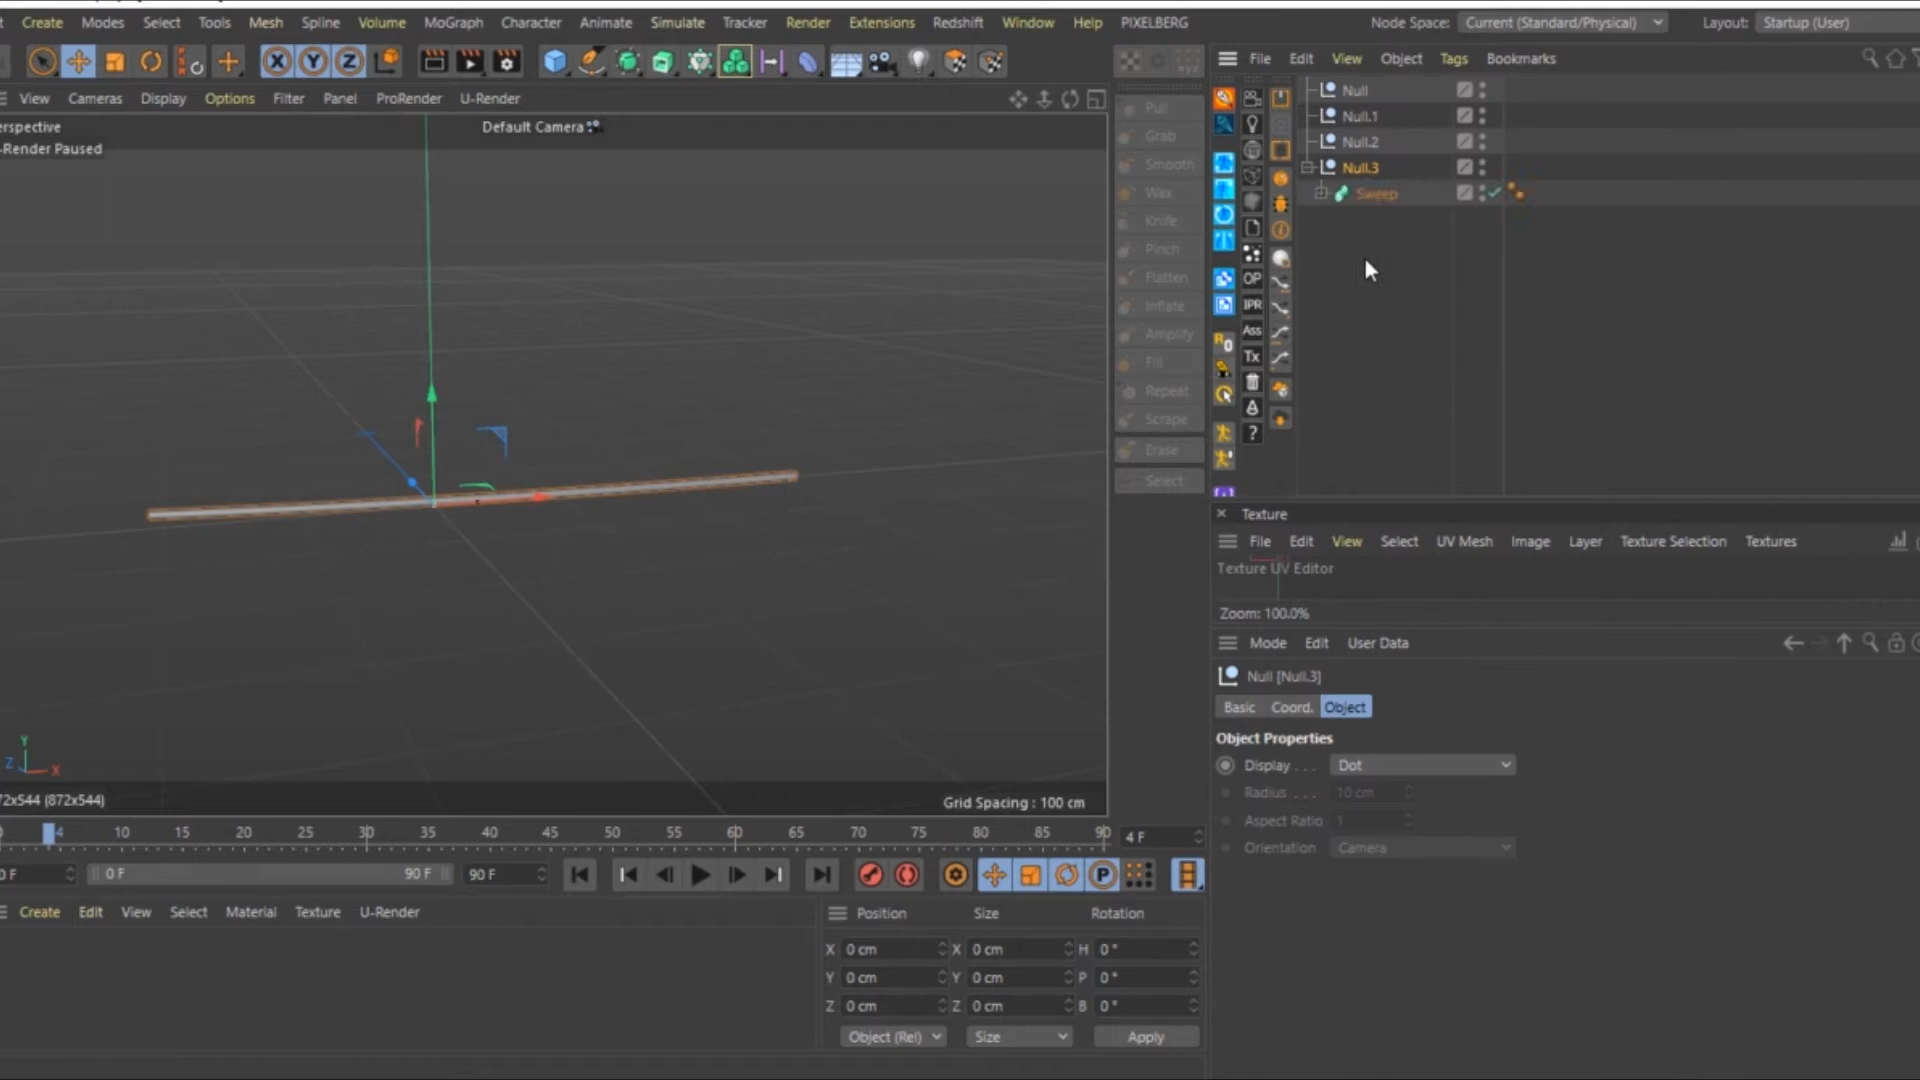 Create Modes Select Tools Mesh Spline Volume MoGraph Character Animate Simulate Tracker Render Extensions Redshift Window Help PIXELBERG Node Space: Current (Standard/Physical) Layout: Startup (User)
X Y Z
File Edit View Object Tags Bookmarks
View Cameras Display Options Filter Panel ProRender U-Render
erspective
Default Camera
-Render Paused
Pull
Grab
Smooth
Wax
Knife
Pinch
Flatten
Inflate
Amplify
Fill
Repeat
Scrape
Erase
Select
OP
IPR
Ass
Tx
?
Null
Null.1
Null.2
Null.3
Sweep
Texture
File Edit View Select UV Mesh Image Layer Texture Selection Textures
Texture UV Editor
Zoom: 100.0%
Mode Edit User Data
Null [Null.3]
Basic Coord. Object
Object Properties
Display . . . Dot
Radius . . . 10 cm
Aspect Ratio 1
Orientation Camera
Y
Z X
72x544 (872x544)
Grid Spacing : 100 cm
4 10 15 20 25 30 35 40 45 50 55 60 65 70 75 80 85 90 4 F
0 F 0 F 90 F 90 F
P
Create Edit View Select Material Texture U-Render
Position Size Rotation
X 0 cm X 0 cm H 0 °
Y 0 cm Y 0 cm P 0 °
Z 0 cm Z 0 cm B 0 °
Object (Rel) Size Apply